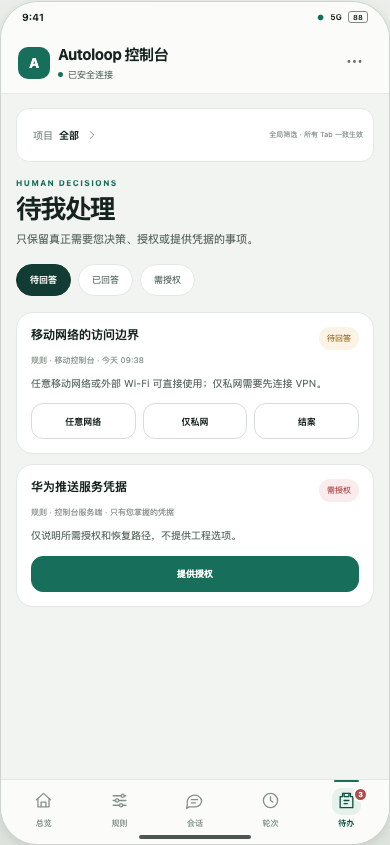 9:41
5G 88
A
Autoloop 控制台
已安全连接
项目 全部
全局筛选 · 所有 Tab 一致生效
HUMAN DECISIONS
待我处理
只保留真正需要您决策、授权或提供凭据的事项。
待回答 已回答 需授权
移动网络的访问边界 待回答
规则 · 移动控制台 · 今天 09:38
任意移动网络或外部 Wi-Fi 可直接使用；仅私网需要先连接 VPN。
任意网络 仅私网 结案
华为推送服务凭据 需授权
规则 · 控制台服务端 · 只有您掌握的凭据
仅说明所需授权和恢复路径，不提供工程选项。
提供授权
3
总览 规则 会话 轮次 待办